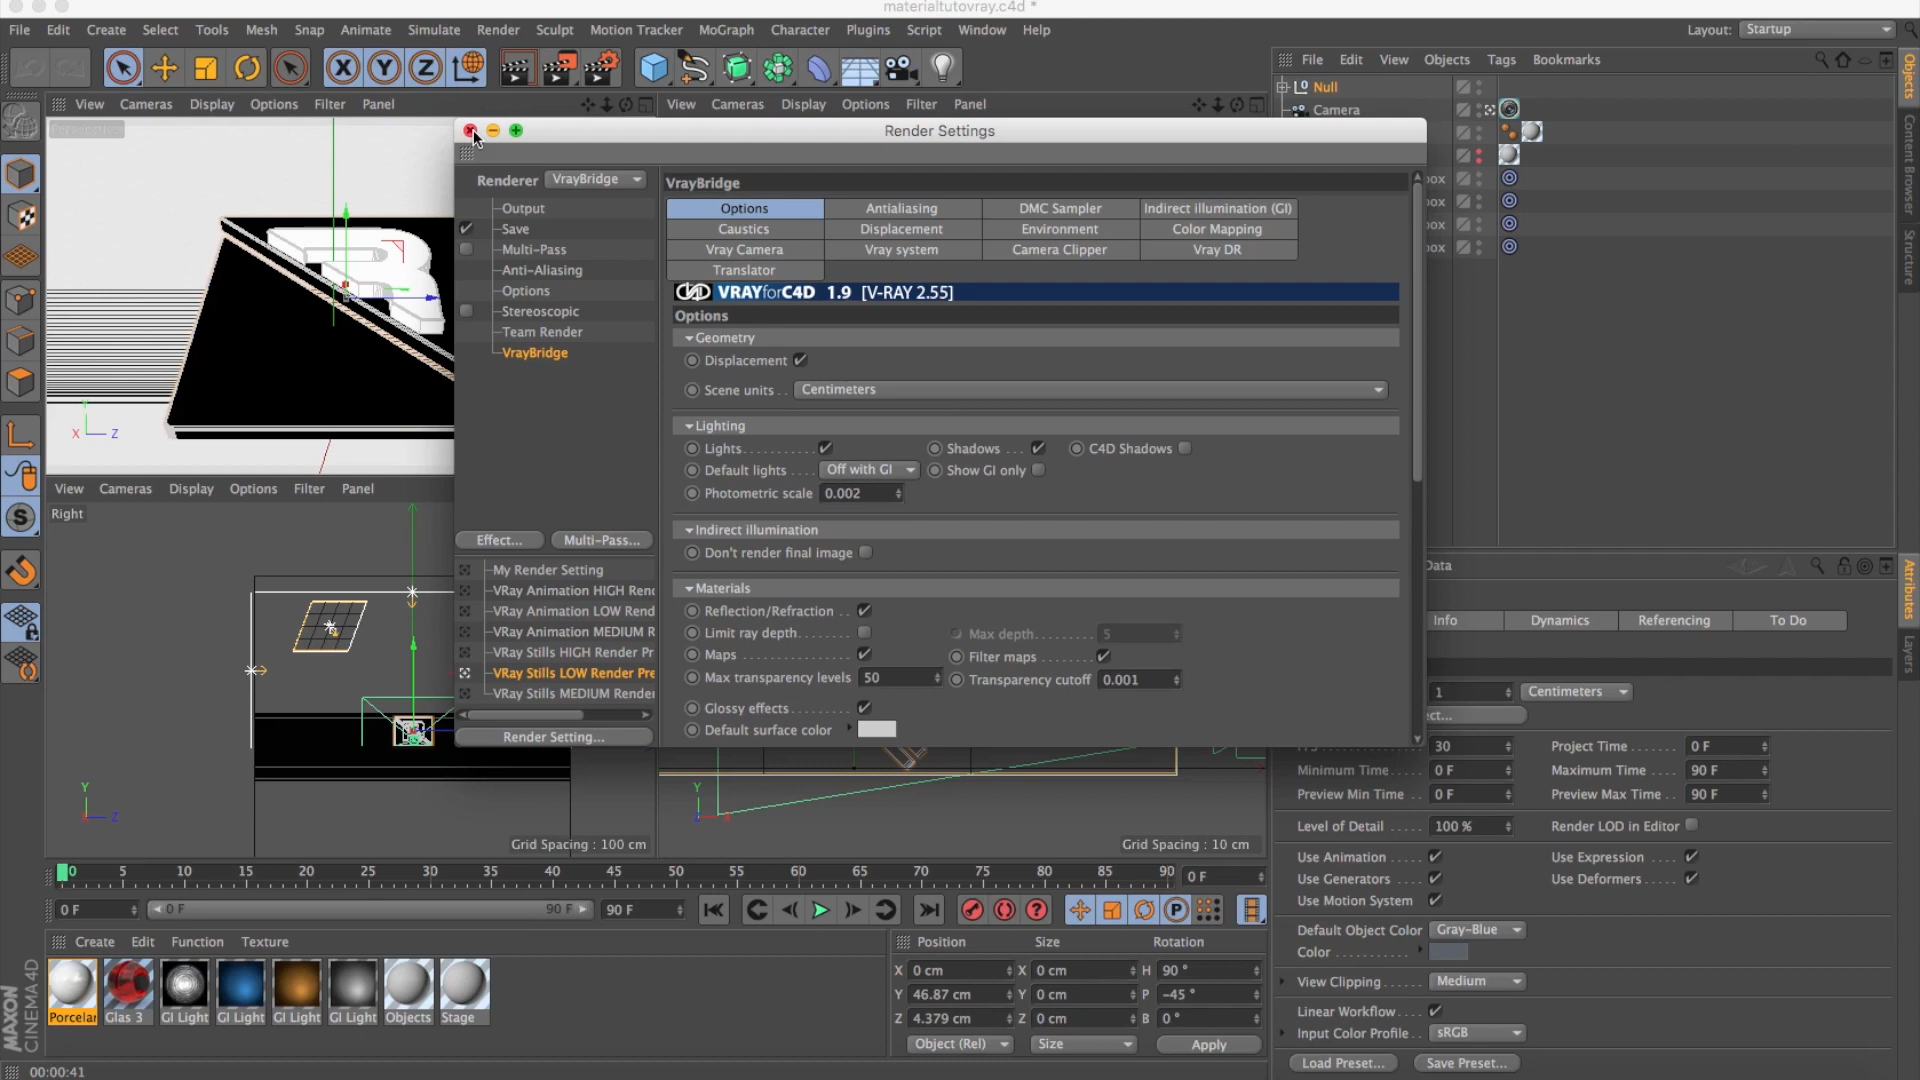 materialtutovray.c4d *
File Edit Create Select Tools Mesh Snap Animate Simulate Render Sculpt Motion Tracker MoGraph Character Plugins Script Window Help
Layout: Startup
File Edit View Objects Tags Bookmarks
View Cameras Display Options Filter Panel
View Cameras Display Options Filter Panel
Null
Camera
Render Settings
Renderer VrayBridge
VrayBridge
Output
Save
Multi-Pass
Anti-Aliasing
Options
Stereoscopic
Team Render
VrayBridge
Options Antialiasing DMC Sampler Indirect illumination (GI)
Caustics Displacement Environment Color Mapping
Vray Camera Vray system Camera Clipper Vray DR
Translator
VRAYforC4D 1.9 [V-RAY 2.55]
Options
Geometry
Displacement
Scene units . . Centimeters
Lighting
Lights......... Shadows . . . C4D Shadows
Default lights .... Off with GI Show GI only
Photometric scale 0.002
Indirect illumination
Don't render final image
Materials
Reflection/Refraction . .
Limit ray depth........ Max depth......... 5
Maps ............... Filter maps ......
Max transparency levels 50 Transparency cutoff 0.001
Glossy effects.........
Default surface color
Effect... Multi-Pass...
My Render Setting
VRay Animation HIGH Rend
VRay Animation LOW Rend
VRay Animation MEDIUM R
VRay Stills HIGH Render Pr
VRay Stills LOW Render Pre
VRay Stills MEDIUM Render
Render Setting...
box
box
box
box
Objects
Content Browser
Structure
Attributes
Layers
X Z
View Cameras Display Options Filter Panel
Right
Y
Z
Grid Spacing : 100 cm
Y
Grid Spacing : 10 cm
Data
Info Dynamics Referencing To Do
1 Centimeters
ct...
30 Project Time ...... 0 F
Minimum Time... 0 F Maximum Time .... 90 F
Preview Min Time .. 0 F Preview Max Time .. 90 F
Level of Detail ..... 100 % Render LOD in Editor
Use Animation ..... Use Expression ....
Use Generators .... Use Deformers.....
Use Motion System
Default Object Color Gray-Blue
Color ...........
View Clipping...... Medium
Linear Workflow....
Input Color Profile.. sRGB
Load Preset... Save Preset...
0 5 10 15 20 25 30 35 40 45 50 55 60 65 70 75 80 85 90 0 F
0 F 0 F 90 F 90 F
Create Edit Function Texture
Porcelan Glas 3 GI Light GI Light GI Light GI Light Objects Stage
Position Size Rotation
X 0 cm X 0 cm H 90 °
Y 46.87 cm Y 0 cm P -45 °
Z 4.379 cm Z 0 cm B 0 °
Object (Rel) Size Apply
MAXON
CINEMA 4D
00:00:41